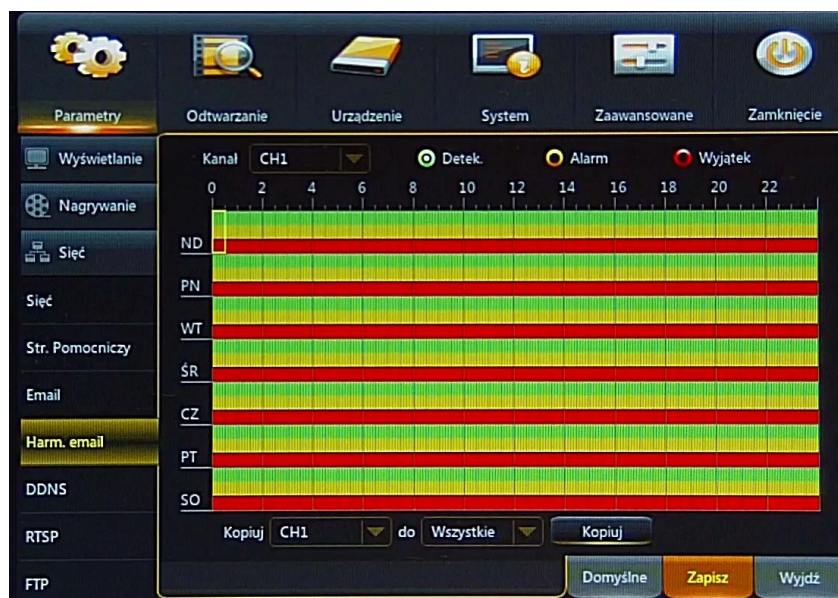 Parametry
Odtwarzanie
Urządzenie
System
Zaawansowane
Zamknięcie
Wyświetlanie
Nagrywanie
Sieć
Sieć
Str. Pomocniczy
Email
Harm. email
DDNS
RTSP
FTP
Kanał CH1 Detek. Alarm Wyjątek
0 2 4 6 8 10 12 14 16 18 20 22
0
ND
PN
WT
ŚR
CZ
PT
SO
Kopiuj CH1 do Wszystkie Kopiuj
Domyślne Zapisz Wyjdź